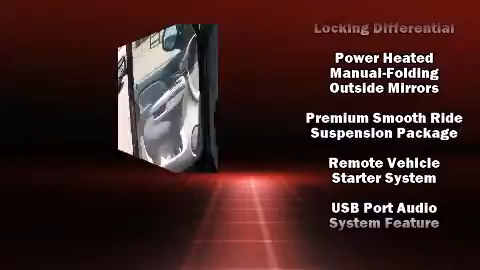 Locking Differential
Power Heated
Manual-Folding
Outside Mirrors
Premium Smooth Ride
Suspension Package
Remote Vehicle
Starter System
USB Port Audio
System Feature